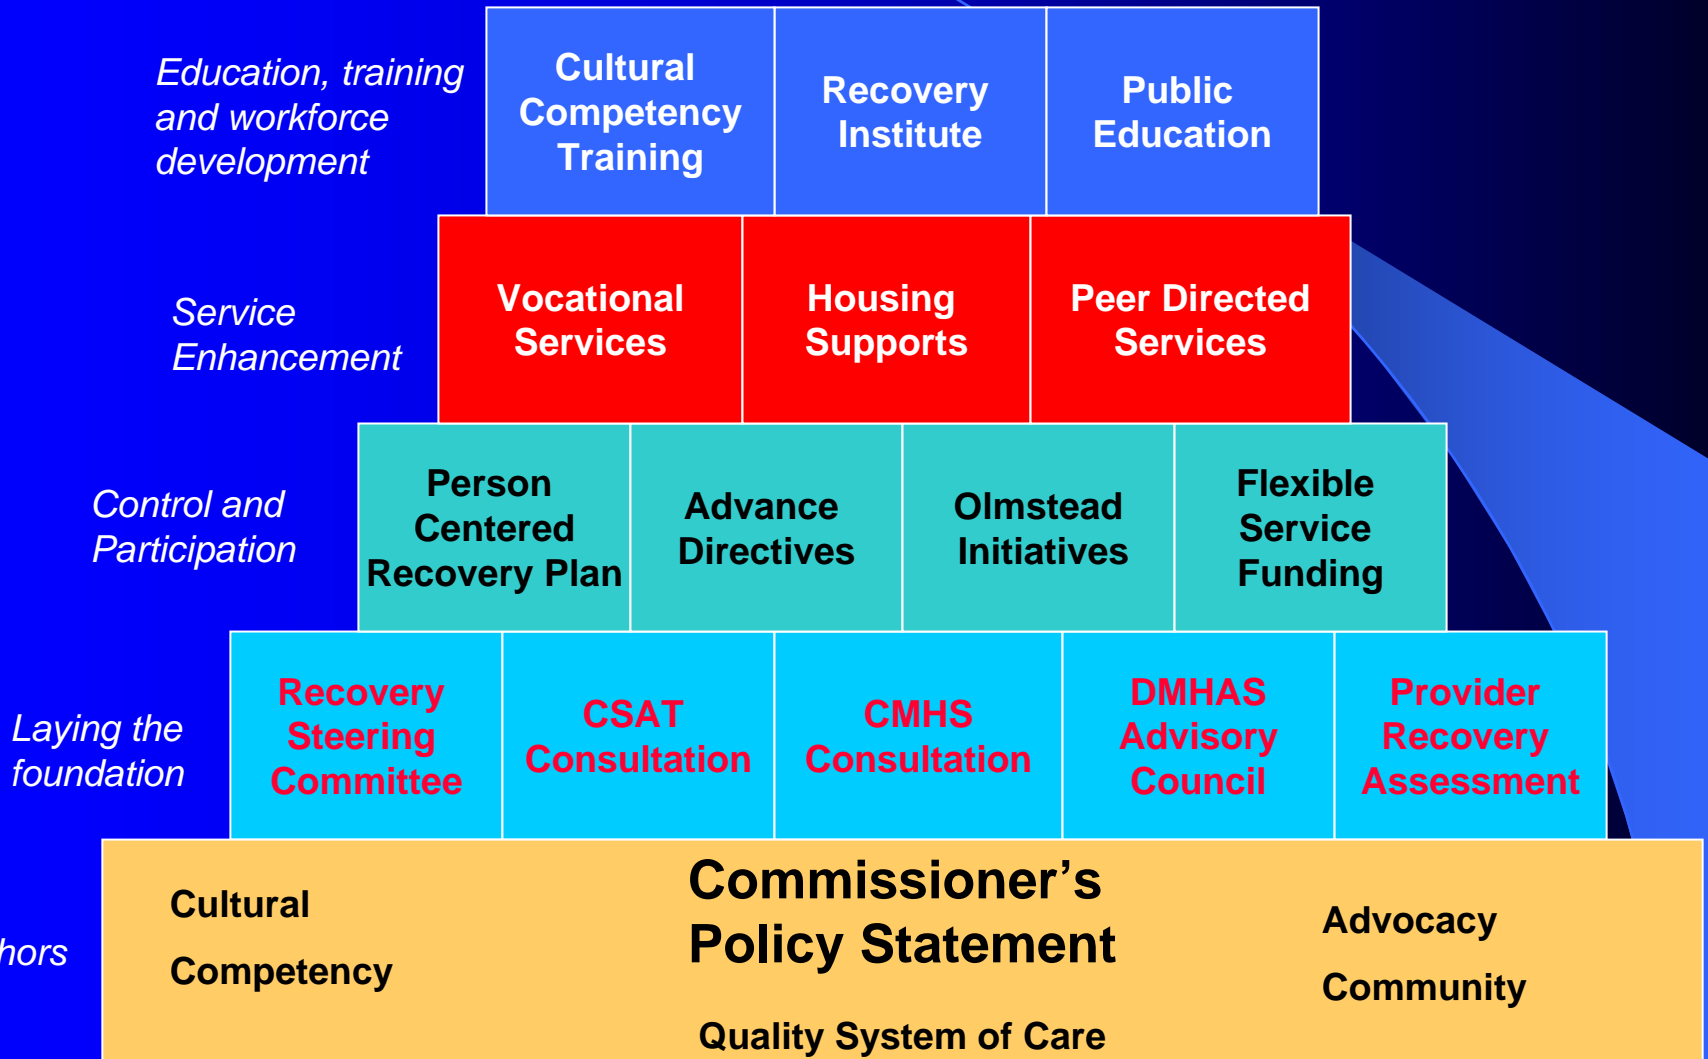 Education, training
and workforce
development
Cultural
Competency
Training
Recovery
Institute
Public
Education
Service
Enhancement
Vocational
Services
Housing
Supports
Peer Directed
Services
Control and
Participation
Person
Centered
Recovery Plan
Advance
Directives
Olmstead
Initiatives
Flexible
Service
Funding
Laying the
foundation
Recovery
Steering
Committee
CSAT
Consultation
CMHS
Consultation
DMHAS
Advisory
Council
Provider
Recovery
Assessment
Cultural
Competency
Commissioner’s
Policy Statement
Quality System of Care
Advocacy
Community